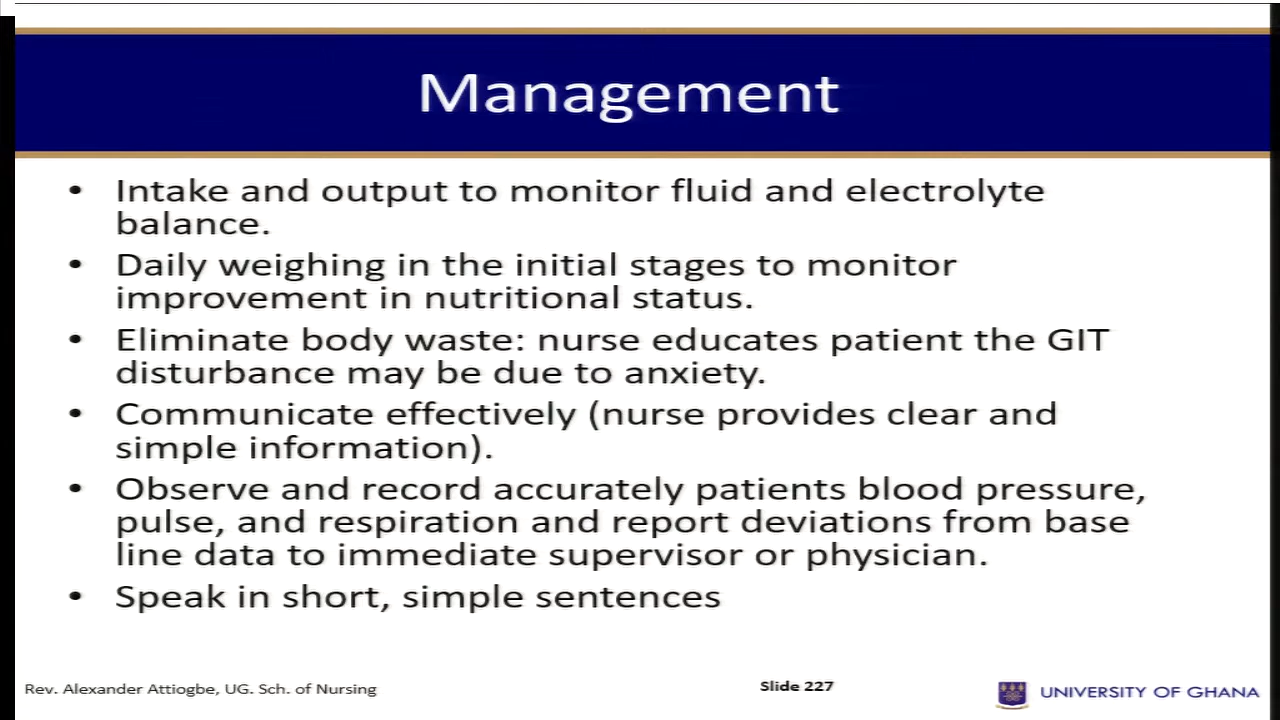 Management
• Intake and output to monitor fluid and electrolyte
balance.
• Daily weighing in the initial stages to monitor
improvement in nutritional status.
• Eliminate body waste: nurse educates patient the GIT
disturbance may be due to anxiety.
• Communicate effectively (nurse provides clear and
simple information).
• Observe and record accurately patients blood pressure,
pulse, and respiration and report deviations from base
line data to immediate supervisor or physician.
• Speak in short, simple sentences
Rev. Alexander Attiogbe, UG. Sch. of Nursing
Slide 227
UNIVERSITY OF GHANA